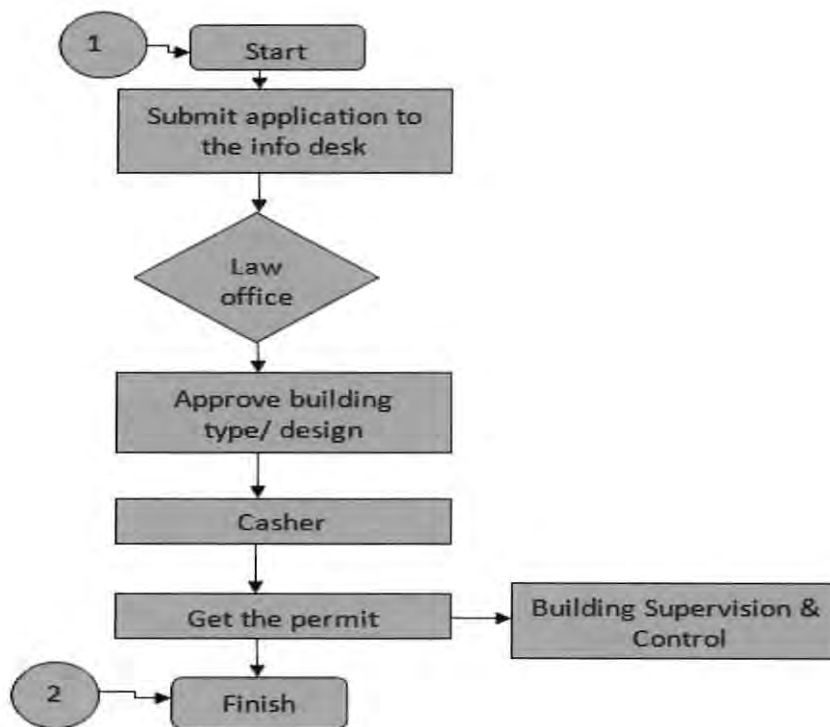 1
Start
Submit application to
the info desk
Law
office
Approve building
type/ design
Casher
Get the permit
Building Supervision &
Control
2
Finish